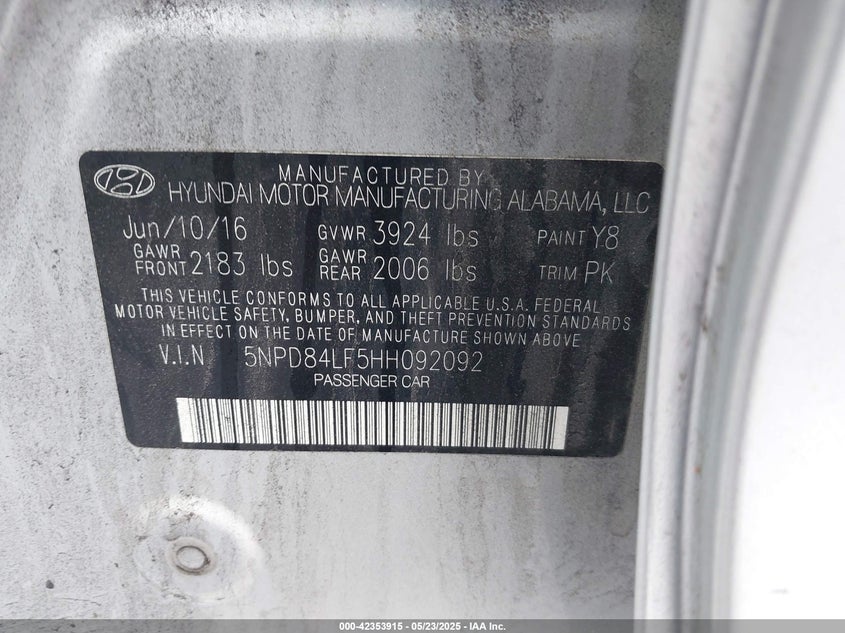 MANUFACTURED BY
HYUNDAI MOTOR MANUFACTURING ALABAMA, LLC
Jun/10/16 GVWR 3924 lbs PAINT Y8
GAWR FRONT 2183 lbs GAWR REAR 2006 lbs TRIM PK
THIS VEHICLE CONFORMS TO ALL APPLICABLE U.S.A. FEDERAL
MOTOR VEHICLE SAFETY, BUMPER, AND THEFT PREVENTION STANDARDS
IN EFFECT ON THE DATE OF MANUFACTURE SHOWN ABOVE
V.I.N 5NPD84LF5HH092092
PASSENGER CAR
000-42353915 - 05/23/2025 - IAA Inc.